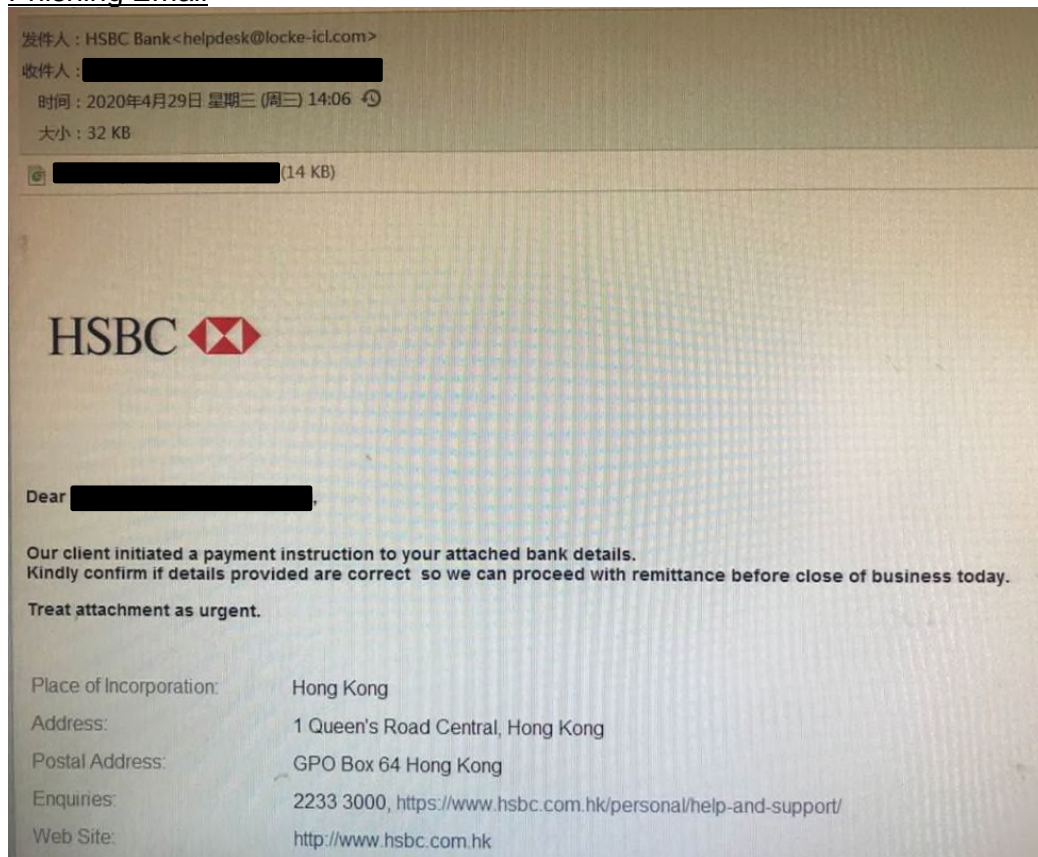 Phishing Email
发件人：HSBC Bank<helpdesk@locke-icl.com>
收件人：
时间：2020年4月29日 星期三 (周三) 14:06
大小：32 KB
(14 KB)
HSBC
Dear ,
Our client initiated a payment instruction to your attached bank details.
Kindly confirm if details provided are correct so we can proceed with remittance before close of business today.
Treat attachment as urgent.
Place of Incorporation: Hong Kong
Address: 1 Queen's Road Central, Hong Kong
Postal Address: GPO Box 64 Hong Kong
Enquiries: 2233 3000, https://www.hsbc.com.hk/personal/help-and-support/
Web Site: http://www.hsbc.com.hk